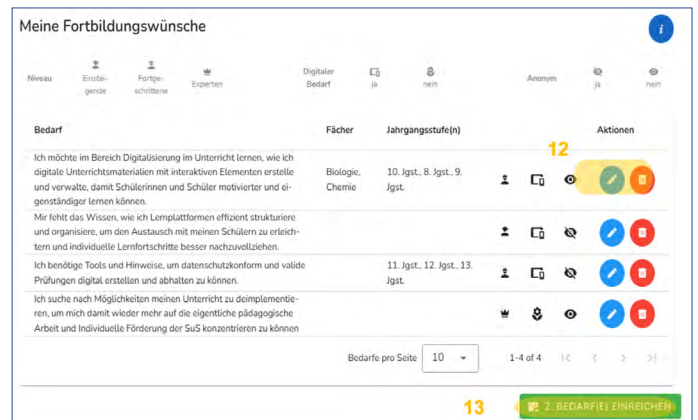 Meine Fortbildungswünsche
i
Niveau
Einstei-
gende
Fortge-
schrittene
Experten
Digitaler
Bedarf
ja
nein
Anonym
ja
nein
Bedarf
Fächer
Jahrgangsstufe(n)
Aktionen
12
Ich möchte im Bereich Digitalisierung im Unterricht lernen, wie ich
digitale Unterrichtsmaterialien mit interaktiven Elementen erstelle
und verwalte, damit Schülerinnen und Schüler motivierter und ei-
genständiger lernen können.
Biologie,
Chemie
10. Jgst., 8. Jgst., 9.
Jgst.
Mir fehlt das Wissen, wie ich Lernplattformen effizient strukturiere
und organisiere, um den Austausch mit meinen Schülern zu erleich-
tern und individuelle Lernfortschritte besser nachzuvollziehen.
Ich benötige Tools und Hinweise, um datenschutzkonform und valide
Prüfungen digital erstellen und abhalten zu können.
11. Jgst., 12. Jgst., 13.
Jgst.
Ich suche nach Möglichkeiten meinen Unterricht zu deimplementie-
ren, um mich damit wieder mehr auf die eigentliche pädagogische
Arbeit und Individuelle Förderung der SuS konzentrieren zu können
Bedarfe pro Seite 10 1-4 of 4
13
2. BEDARF(E) EINREICHEN